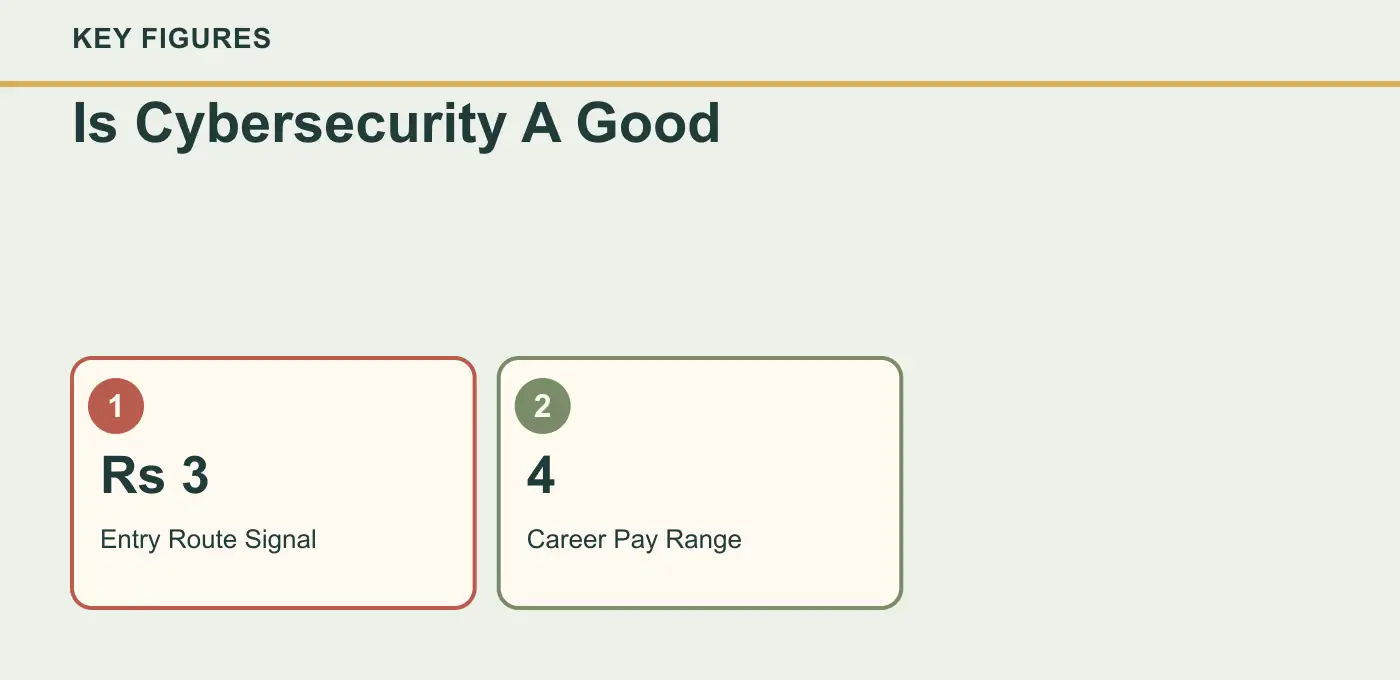 KEY FIGURES
Is Cybersecurity A Good
1
Rs 3
Entry Route Signal
2
4
Career Pay Range